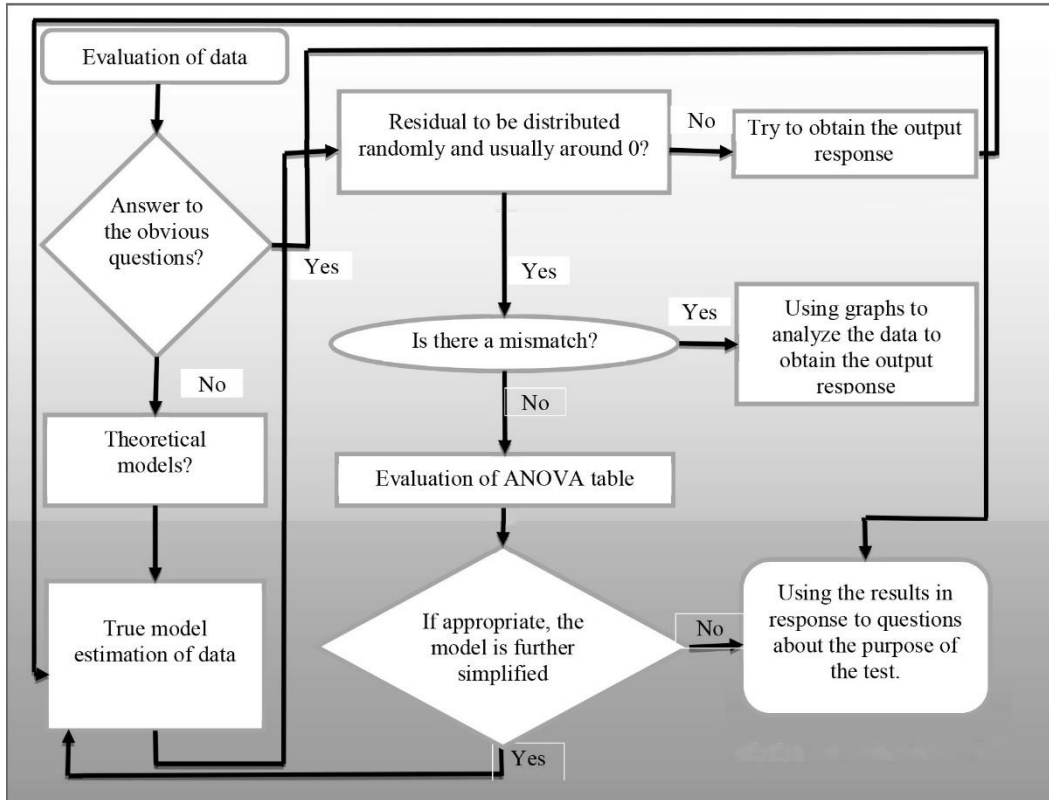 Evaluation of data
Answer to
the obvious
questions?
Yes
No
Theoretical
models?
True model
estimation of data
Residual to be distributed
randomly and usually around 0?
No
Try to obtain the output
response
Yes
Is there a mismatch?
Yes
Using graphs to
analyze the data to
obtain the output
response
No
Evaluation of ANOVA table
If appropriate, the
model is further
simplified
No
Using the results in
response to questions
about the purpose of
the test.
Yes